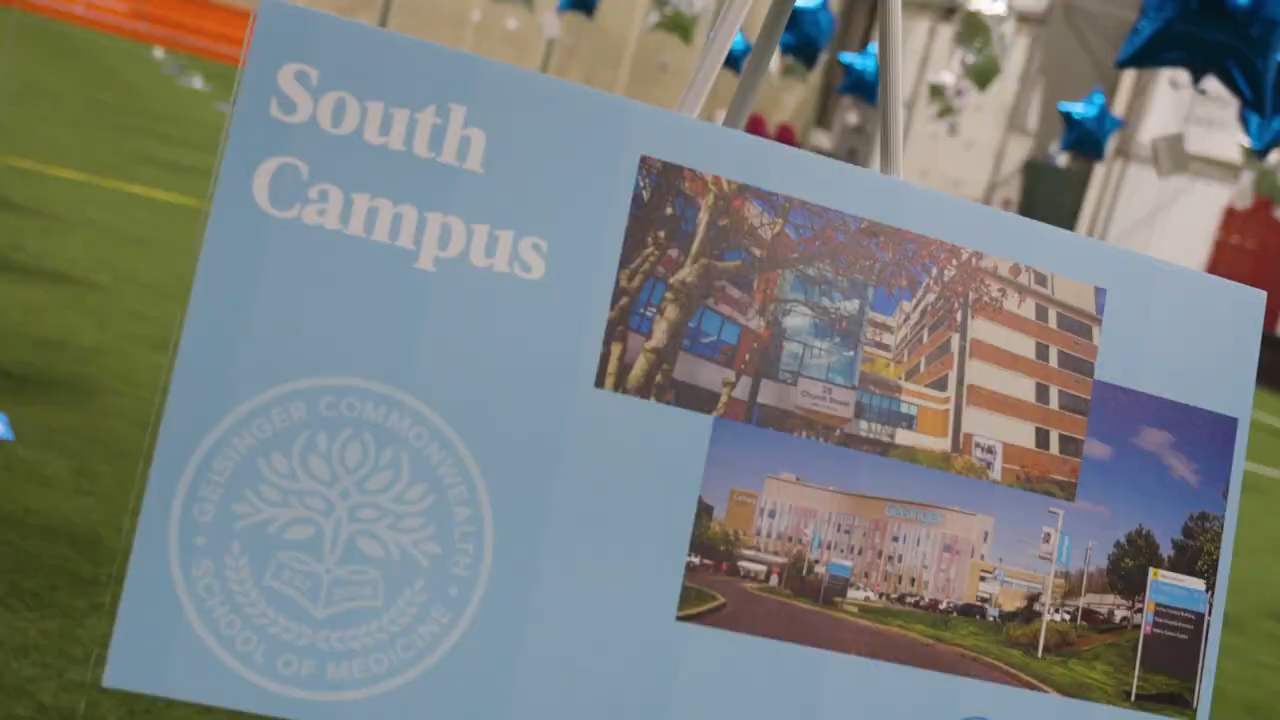 South
Campus
GEISINGER COMMONWEALTH
SCHOOL OF MEDICINE
Church Street